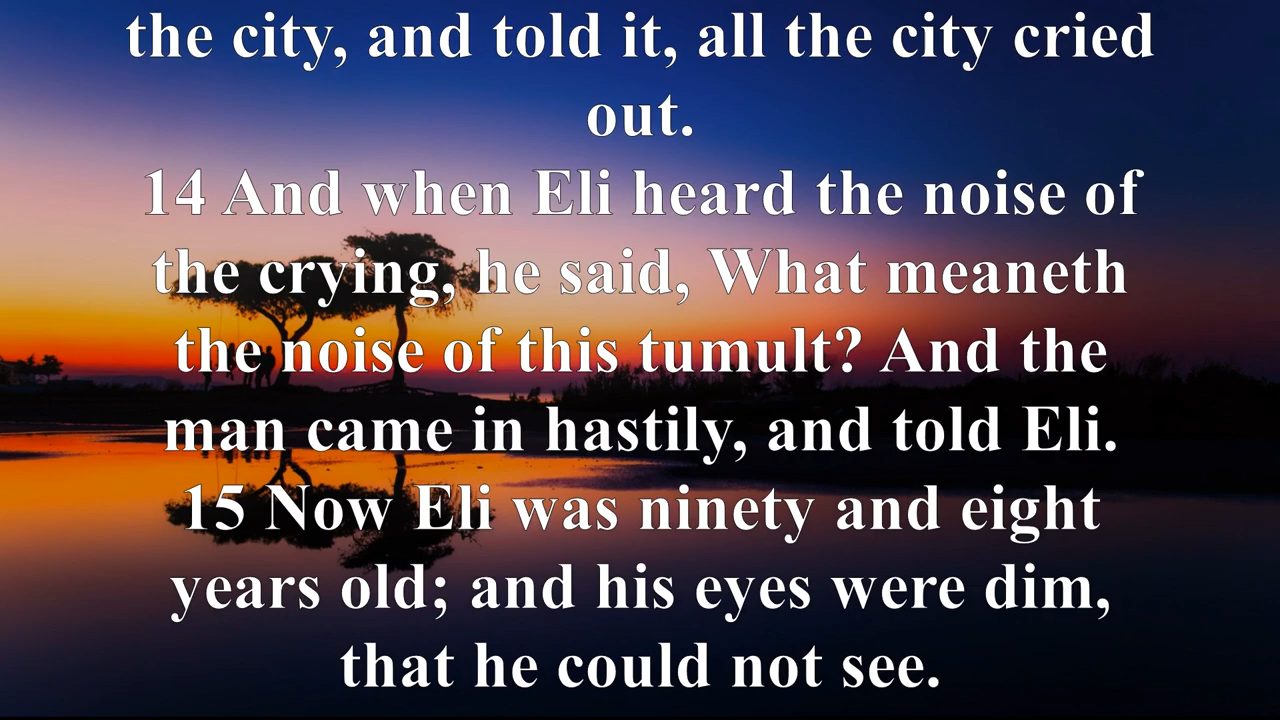 the city, and told it, all the city cried
out.
14 And when Eli heard the noise of
the crying, he said, What meaneth
the noise of this tumult? And the
man came in hastily, and told Eli.
15 Now Eli was ninety and eight
years old; and his eyes were dim,
that he could not see.